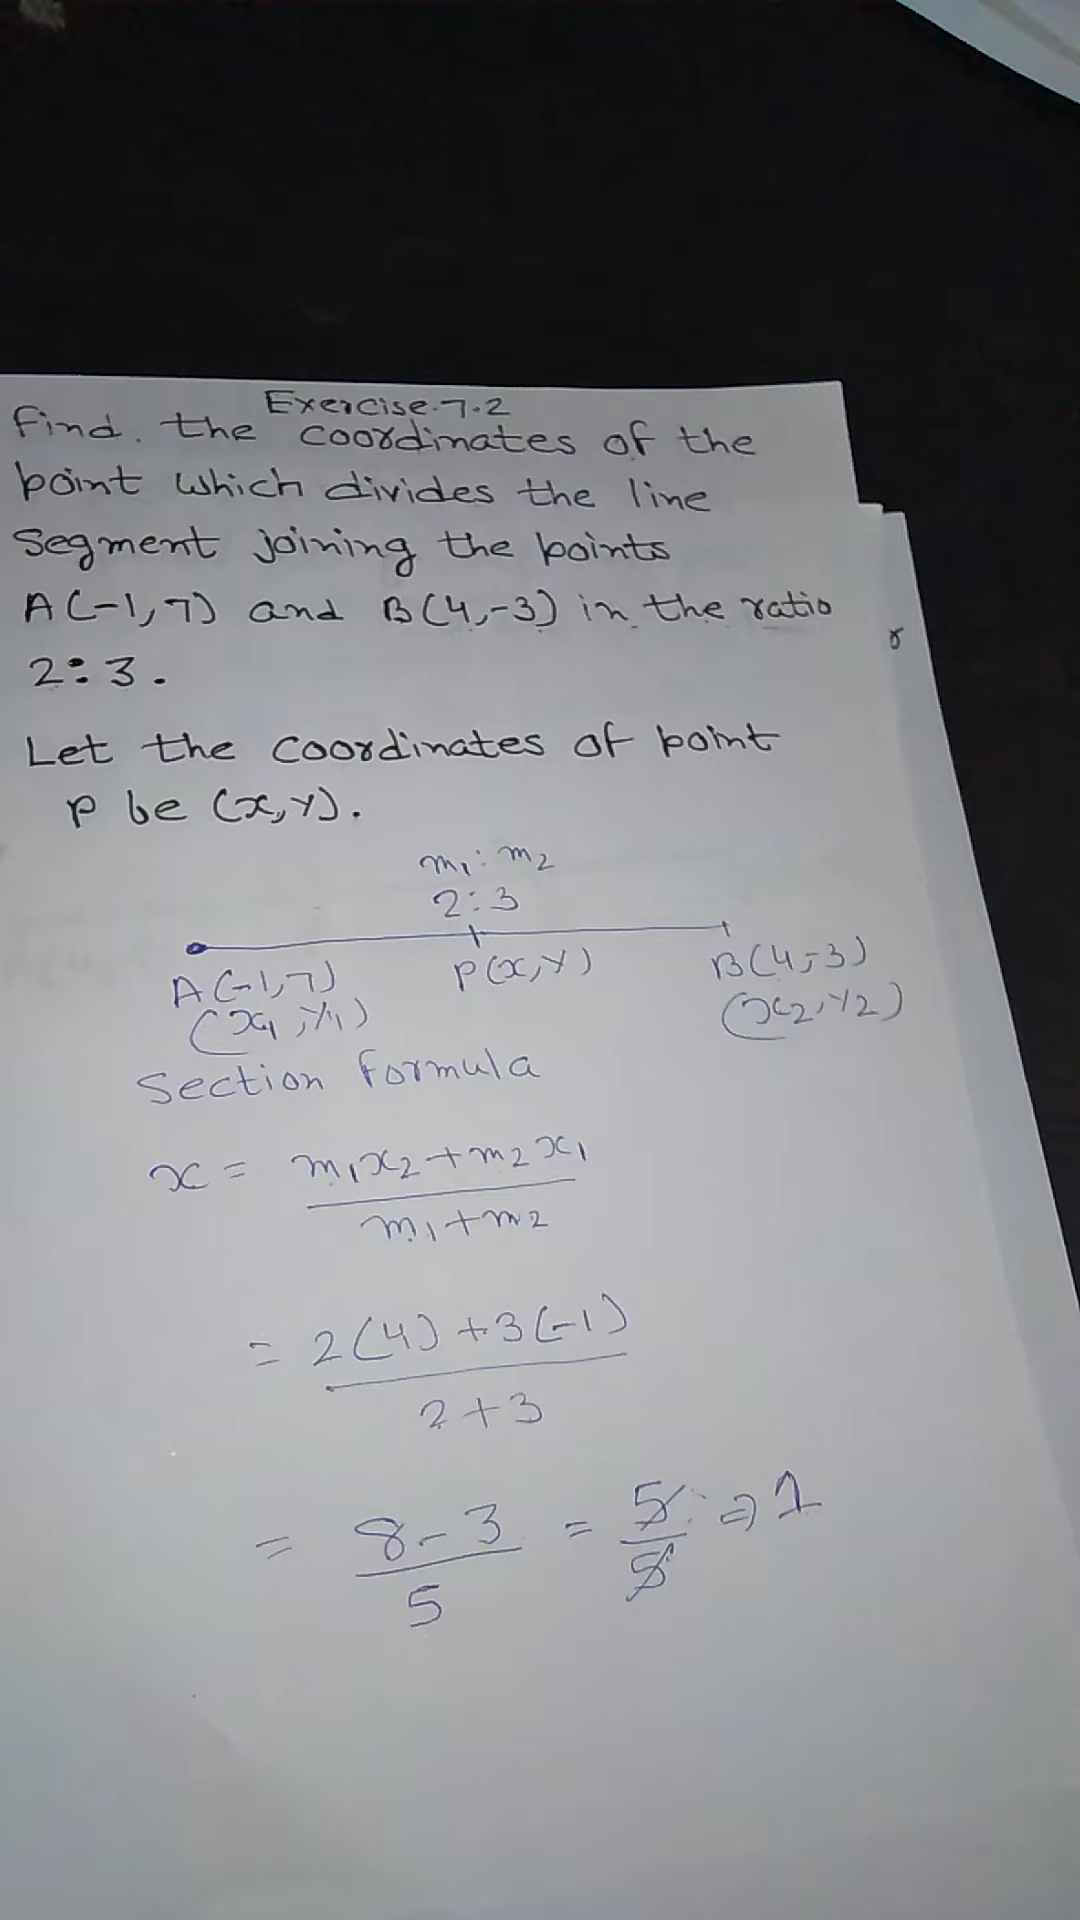 Exercise.7.2
Find. the coordinates of the
point which divides the line
Segment joining the points
A(-1,7) and B(4,-3) in the ratio
2:3.
Let the coordinates of point
P be (x,y).
m₁:m₂
2:3
A(-1,7) P(x,y) B(4,-3)
(x₁,y₁) (x₂,y₂)
Section formula
x = m₁x₂+m₂x₁
m₁+m₂
= 2(4)+3(-1)
2+3
= 8-3 = 5 ⇒ 1
5 5